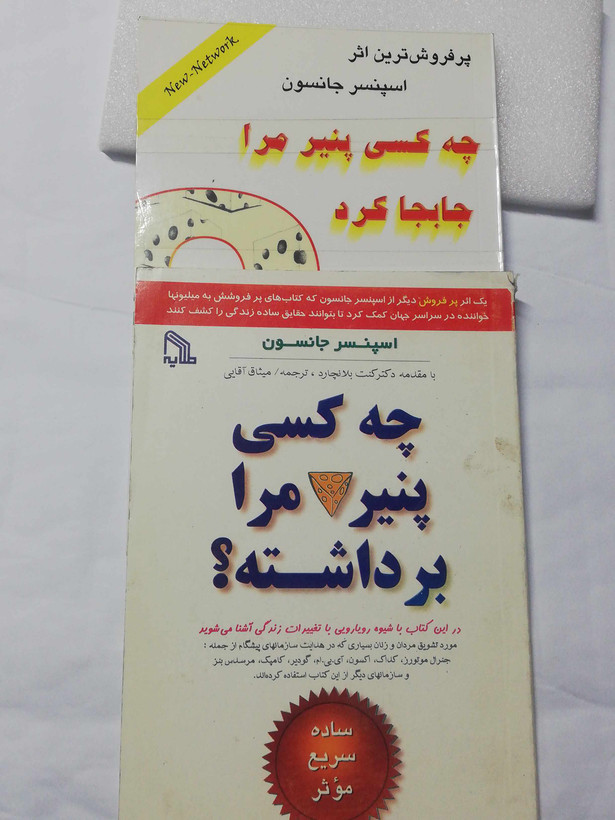 New-Network
پرفروش‌ترین اثر
اسپنسر جانسون
چه کسی پنیر مرا
جابجا کرد
یک اثر پر فروش دیگر از اسپنسر جانسون که کتاب‌های پر فروشش به میلیونها
خواننده در سراسر جهان کمک کرد تا بتوانند حقایق ساده زندگی را کشف کنند
طلایه
اسپنسر جانسون
با مقدمه دکتر کنت بلانچارد ، ترجمه / میثاق آقایی
چه کسی
پنیر مرا
برداشته؟
در این کتاب با شیوه رویارویی با تغییرات زندگی آشنا می‌شوید
مورد تشویق مردان و زنان بسیاری که در هدایت سازمانهای پیشگام از جمله :
جنرال موتورز، کداک، اکسون، آی.بی.ام، گودیر، کامپک، مرسدس بنز
و سازمانهای دیگر از این کتاب استفاده کرده‌اند.
ساده
سریع
مؤثر